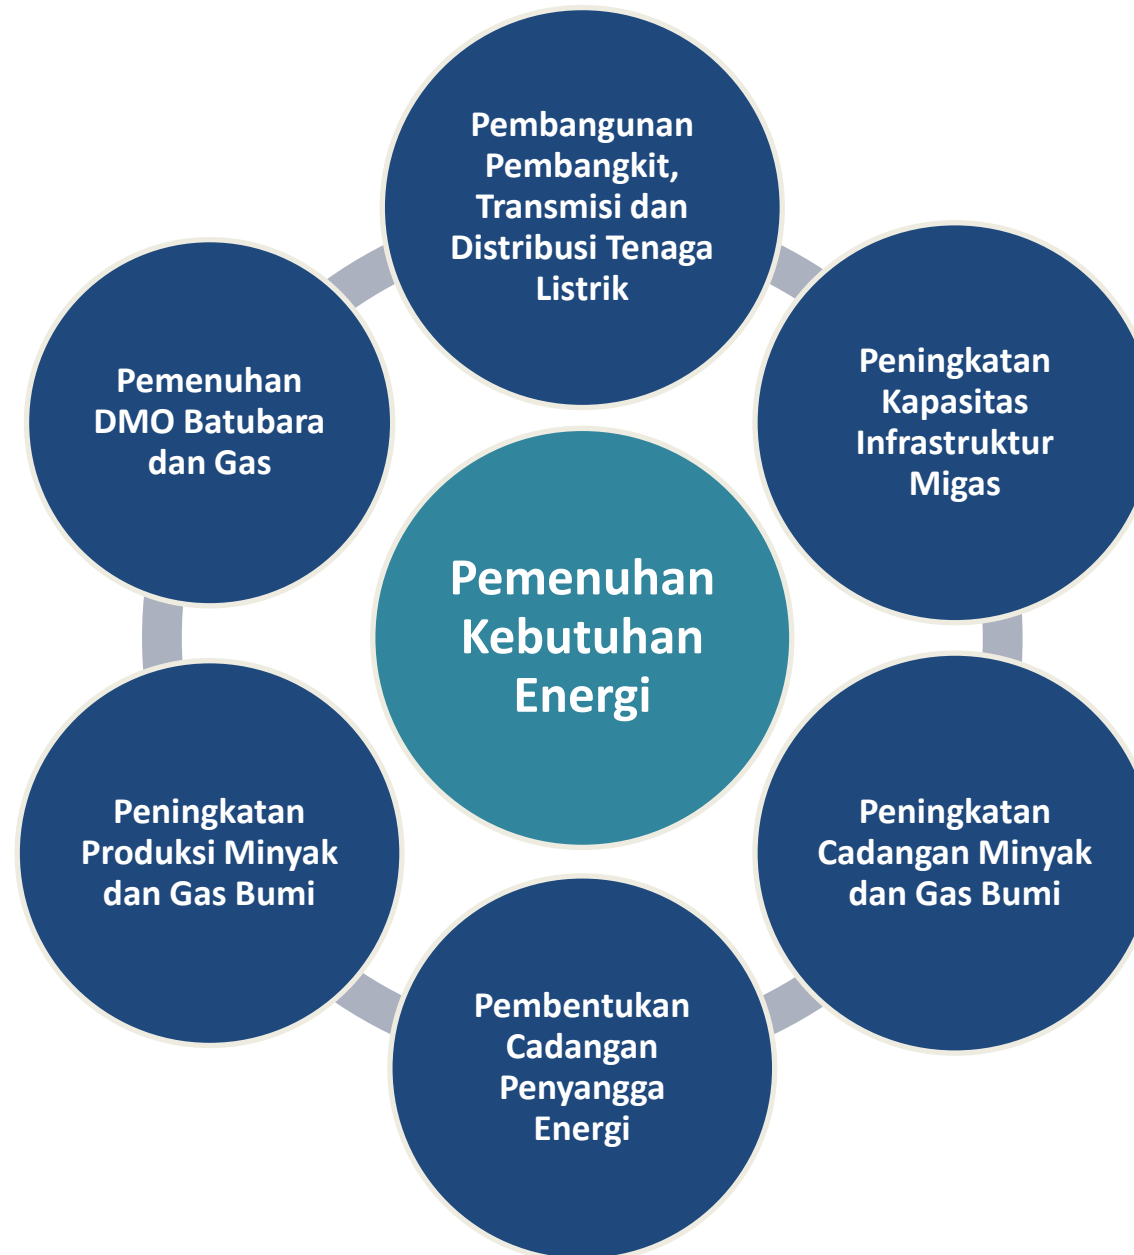 Pembangunan
Pembangkit,
Transmisi dan
Distribusi Tenaga
Listrik
Peningkatan
Kapasitas
Infrastruktur
Migas
Pemenuhan
DMO Batubara
dan Gas
Pemenuhan
Kebutuhan
Energi
Peningkatan
Produksi Minyak
dan Gas Bumi
Peningkatan
Cadangan Minyak
dan Gas Bumi
Pembentukan
Cadangan
Penyangga
Energi